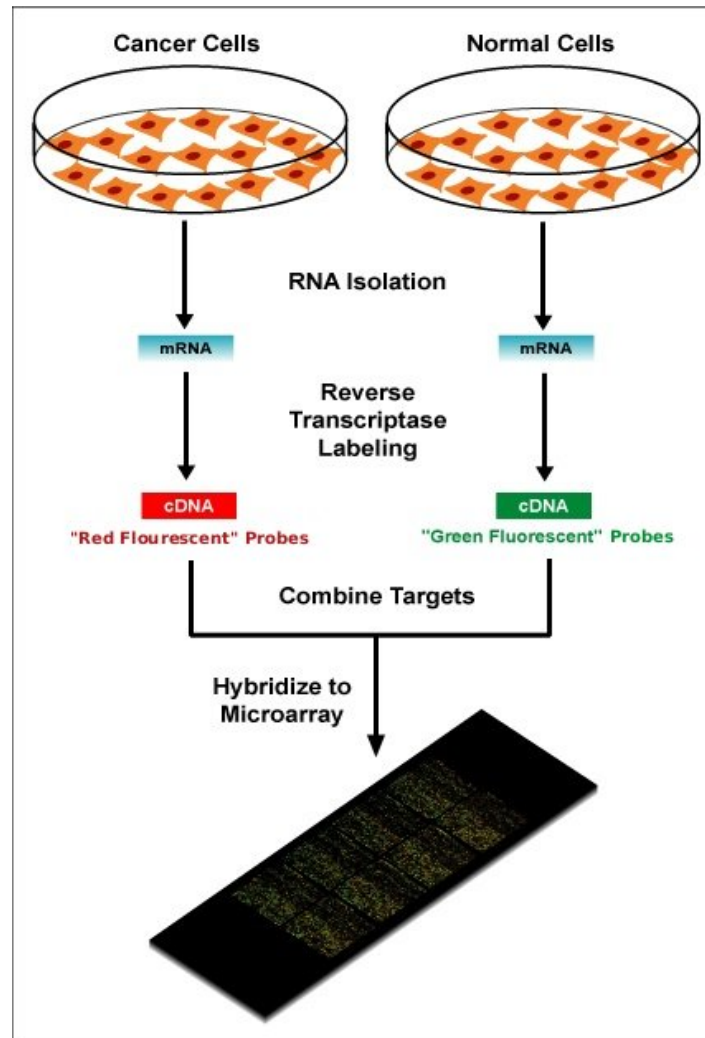 Cancer Cells
Normal Cells
RNA Isolation
mRNA
mRNA
Reverse
Transcriptase
Labeling
cDNA
cDNA
"Red Flourescent" Probes
"Green Fluorescent" Probes
Combine Targets
Hybridize to
Microarray